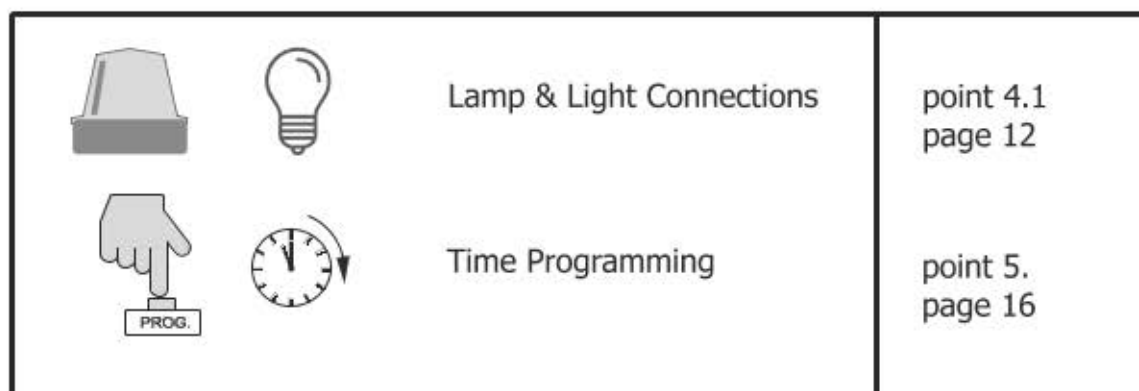 Lamp & Light Connections
point 4.1
page 12
PROG.
Time Programming
point 5.
page 16